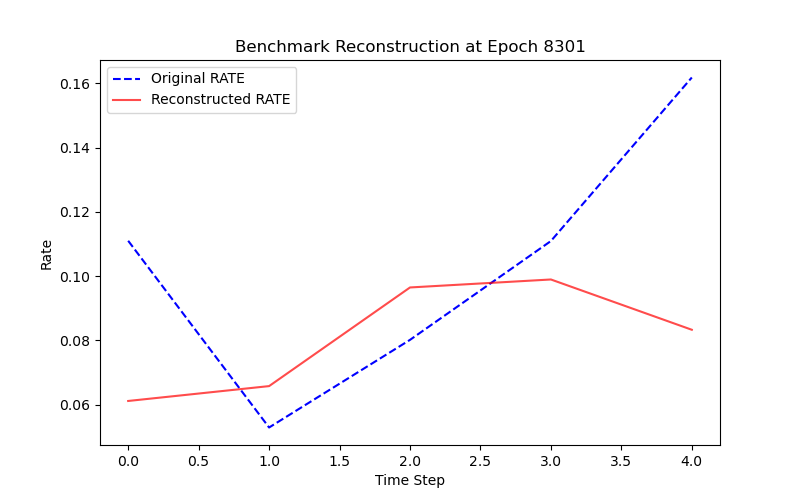 Benchmark Reconstruction at Epoch 8301
Original RATE
Reconstructed RATE
0.16
0.14
0.12
0.10
0.08
0.06
Rate
0.0 0.5 1.0 1.5 2.0 2.5 3.0 3.5 4.0
Time Step